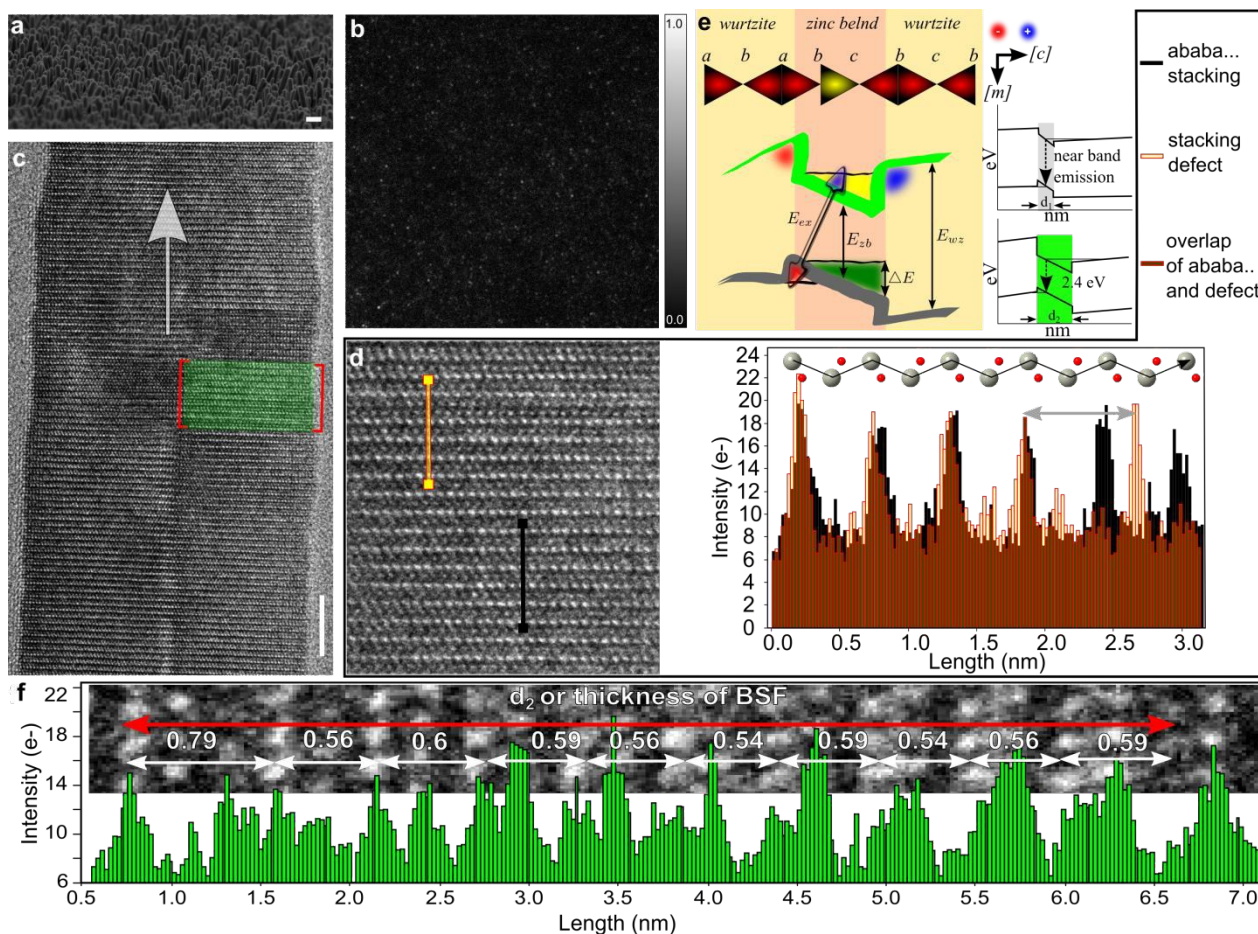 a
b
1.0
0.0
c
e
wurtzite zinc belnd wurtzite
a b a b c b c b
E_ex
E_zb
E_wz
△E
- +
[c]
[m]
eV
near band
emission
d₁
nm
eV
2.4 eV
d₂
nm
ababa...
stacking
stacking
defect
overlap
of ababa..
and defect
d
Intensity (e-)
24
22
20
18
16
14
12
10
8
6
4
2
0
0.0 0.5 1.0 1.5 2.0 2.5 3.0
Length (nm)
f
d₂ or thickness of BSF
0.79 0.56 0.6 0.59 0.56 0.54 0.59 0.54 0.56 0.59
Intensity (e-)
22
18
14
10
6
0.5 1.0 1.5 2.0 2.5 3.0 3.5 4.0 4.5 5.0 5.5 6.0 6.5 7.0
Length (nm)